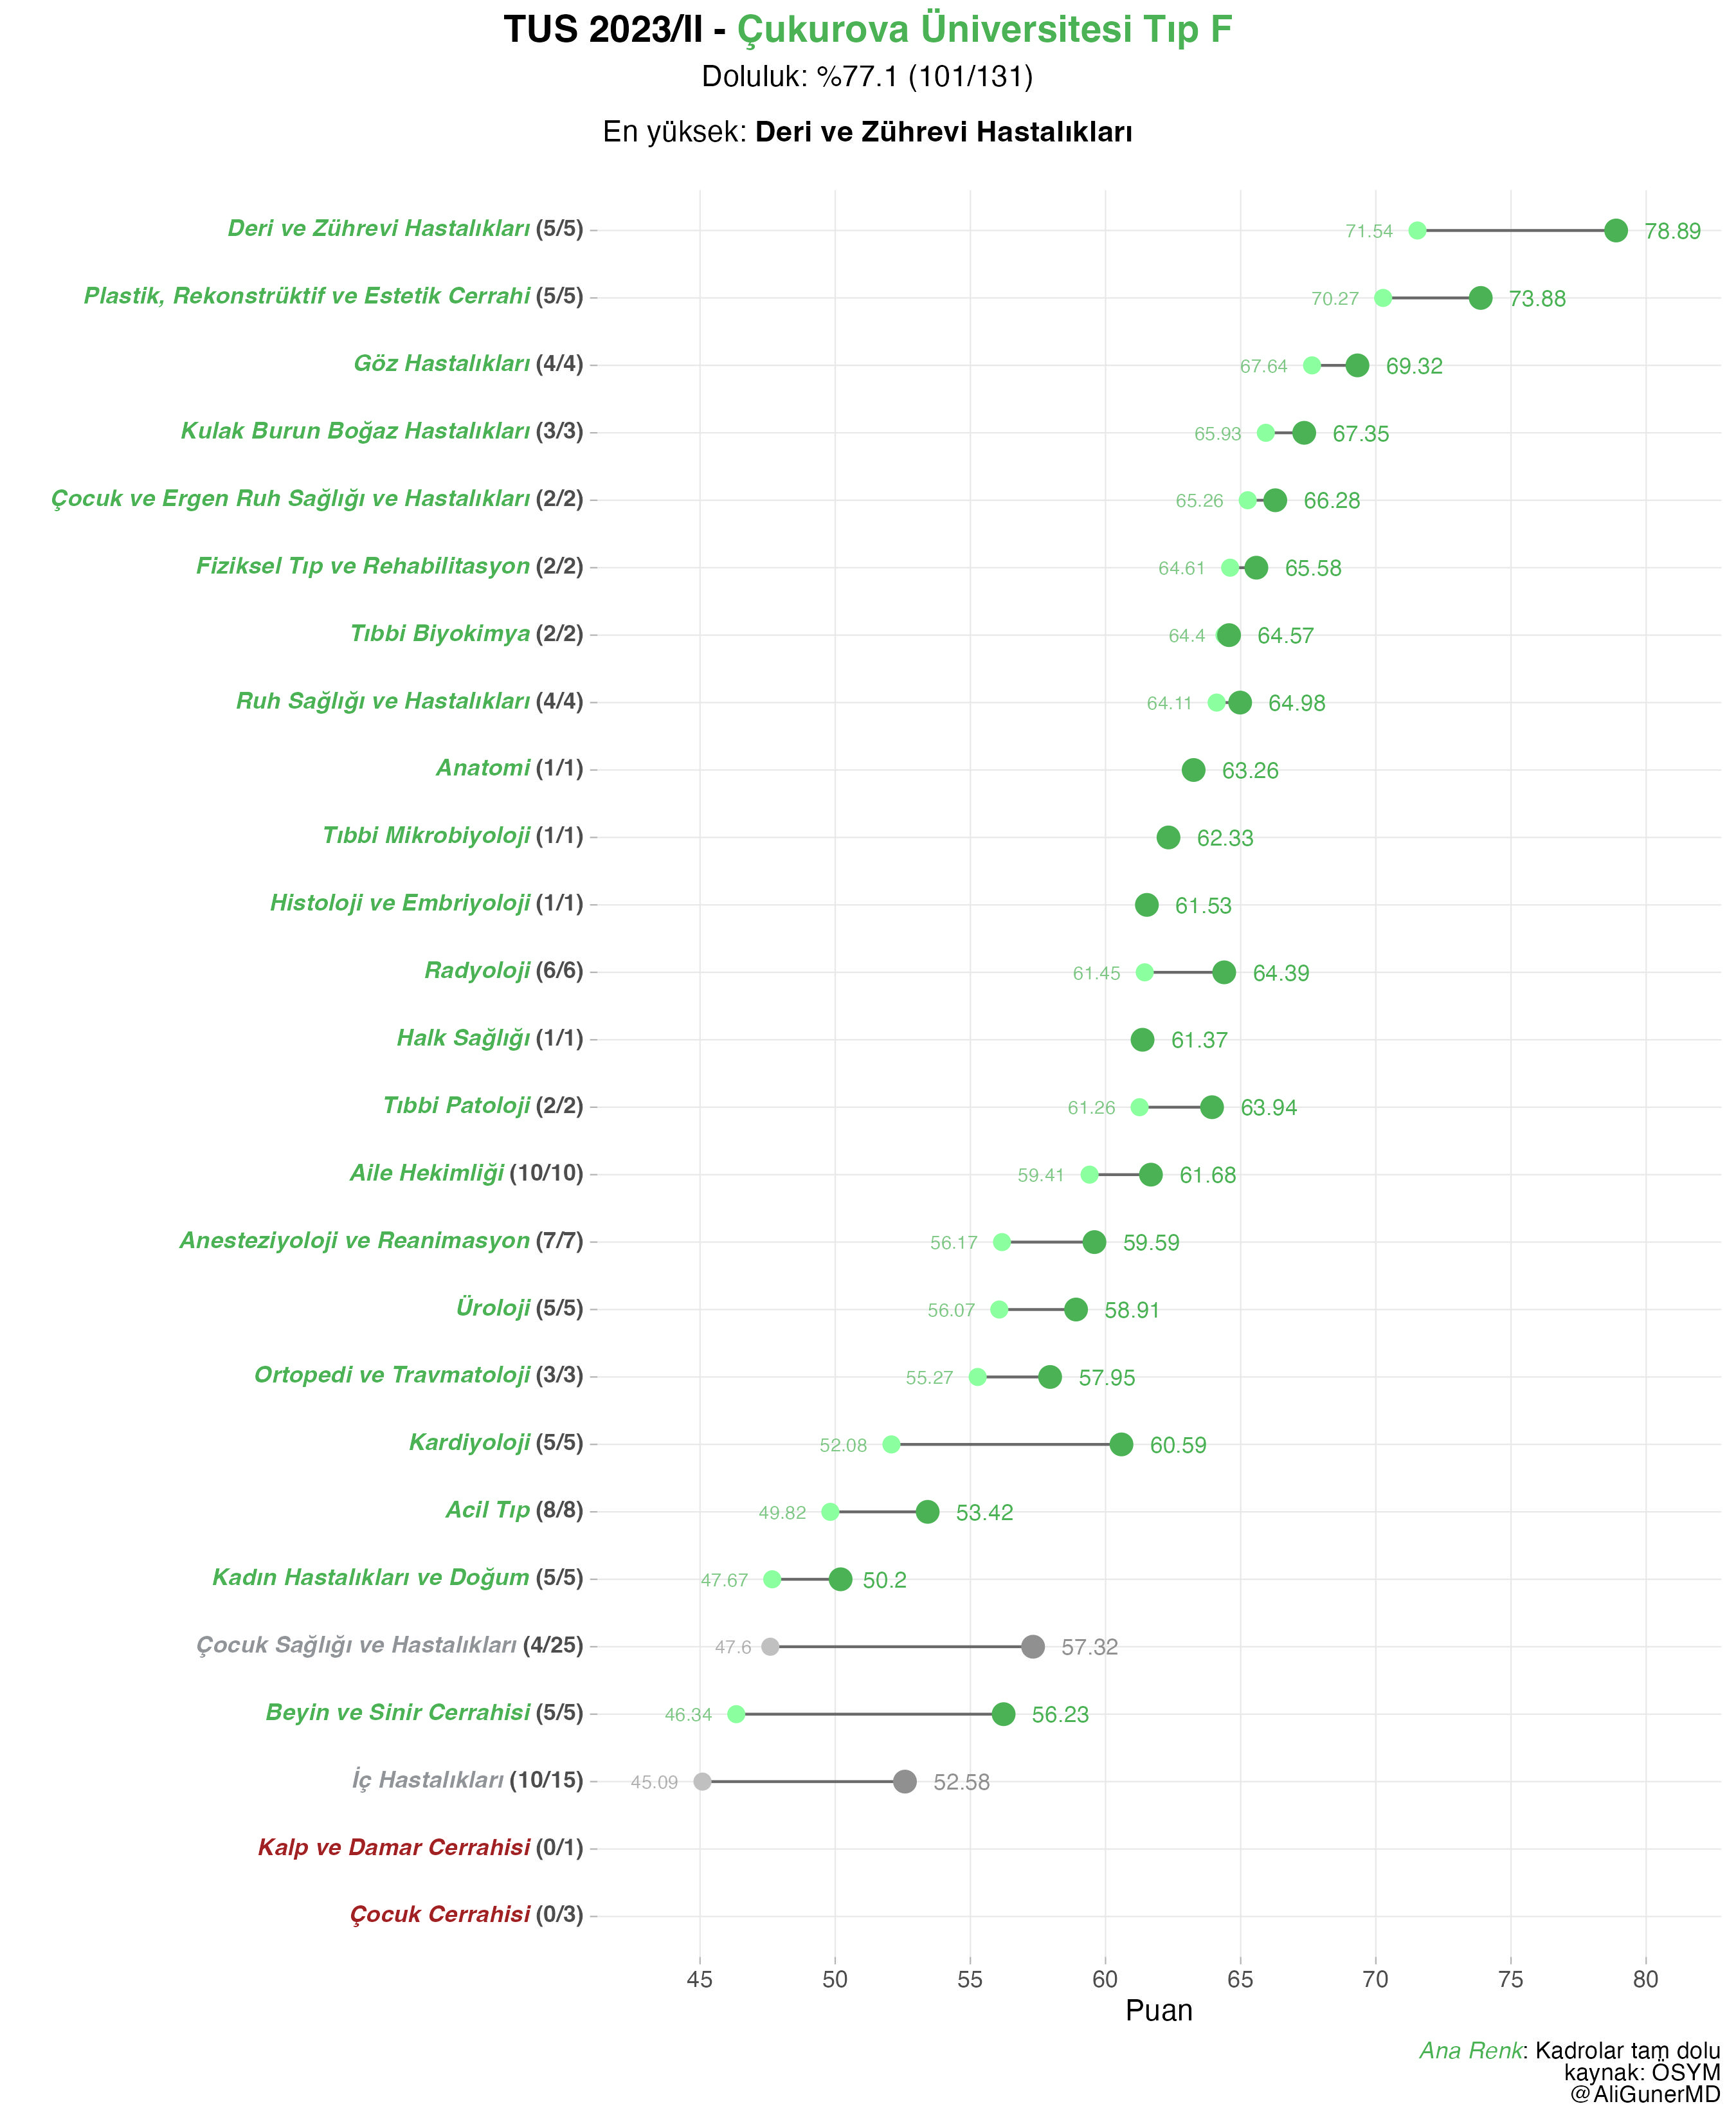 TUS 2023/II - Çukurova Üniversitesi Tıp F
Doluluk: %77.1 (101/131)
En yüksek: Deri ve Zührevi Hastalıkları
Deri ve Zührevi Hastalıkları (5/5) 71.54 78.89
Plastik, Rekonstrüktif ve Estetik Cerrahi (5/5) 70.27 73.88
Göz Hastalıkları (4/4) 67.64 69.32
Kulak Burun Boğaz Hastalıkları (3/3) 65.93 67.35
Çocuk ve Ergen Ruh Sağlığı ve Hastalıkları (2/2) 65.26 66.28
Fiziksel Tıp ve Rehabilitasyon (2/2) 64.61 65.58
Tıbbi Biyokimya (2/2) 64.4 64.57
Ruh Sağlığı ve Hastalıkları (4/4) 64.11 64.98
Anatomi (1/1) 63.26
Tıbbi Mikrobiyoloji (1/1) 62.33
Histoloji ve Embriyoloji (1/1) 61.53
Radyoloji (6/6) 61.45 64.39
Halk Sağlığı (1/1) 61.37
Tıbbi Patoloji (2/2) 61.26 63.94
Aile Hekimliği (10/10) 59.41 61.68
Anesteziyoloji ve Reanimasyon (7/7) 56.17 59.59
Üroloji (5/5) 56.07 58.91
Ortopedi ve Travmatoloji (3/3) 55.27 57.95
Kardiyoloji (5/5) 52.08 60.59
Acil Tıp (8/8) 49.82 53.42
Kadın Hastalıkları ve Doğum (5/5) 47.67 50.2
Çocuk Sağlığı ve Hastalıkları (4/25) 47.6 57.32
Beyin ve Sinir Cerrahisi (5/5) 46.34 56.23
İç Hastalıkları (10/15) 45.09 52.58
Kalp ve Damar Cerrahisi (0/1)
Çocuk Cerrahisi (0/3)
45 50 55 60 65 70 75 80
Puan
Ana Renk: Kadrolar tam dolu
kaynak: ÖSYM
@AliGunerMD